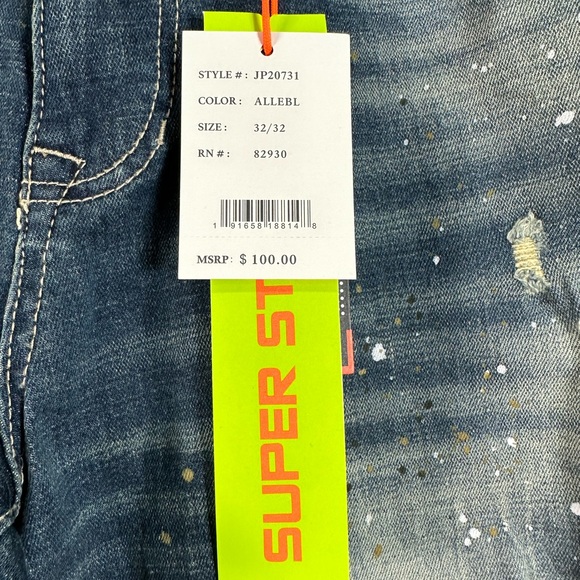 STYLE #: JP20731
COLOR: ALLEBL
SIZE: 32/32
RN #: 82930
1 91658 18814 8
MSRP: $ 100.00
SUPER ST